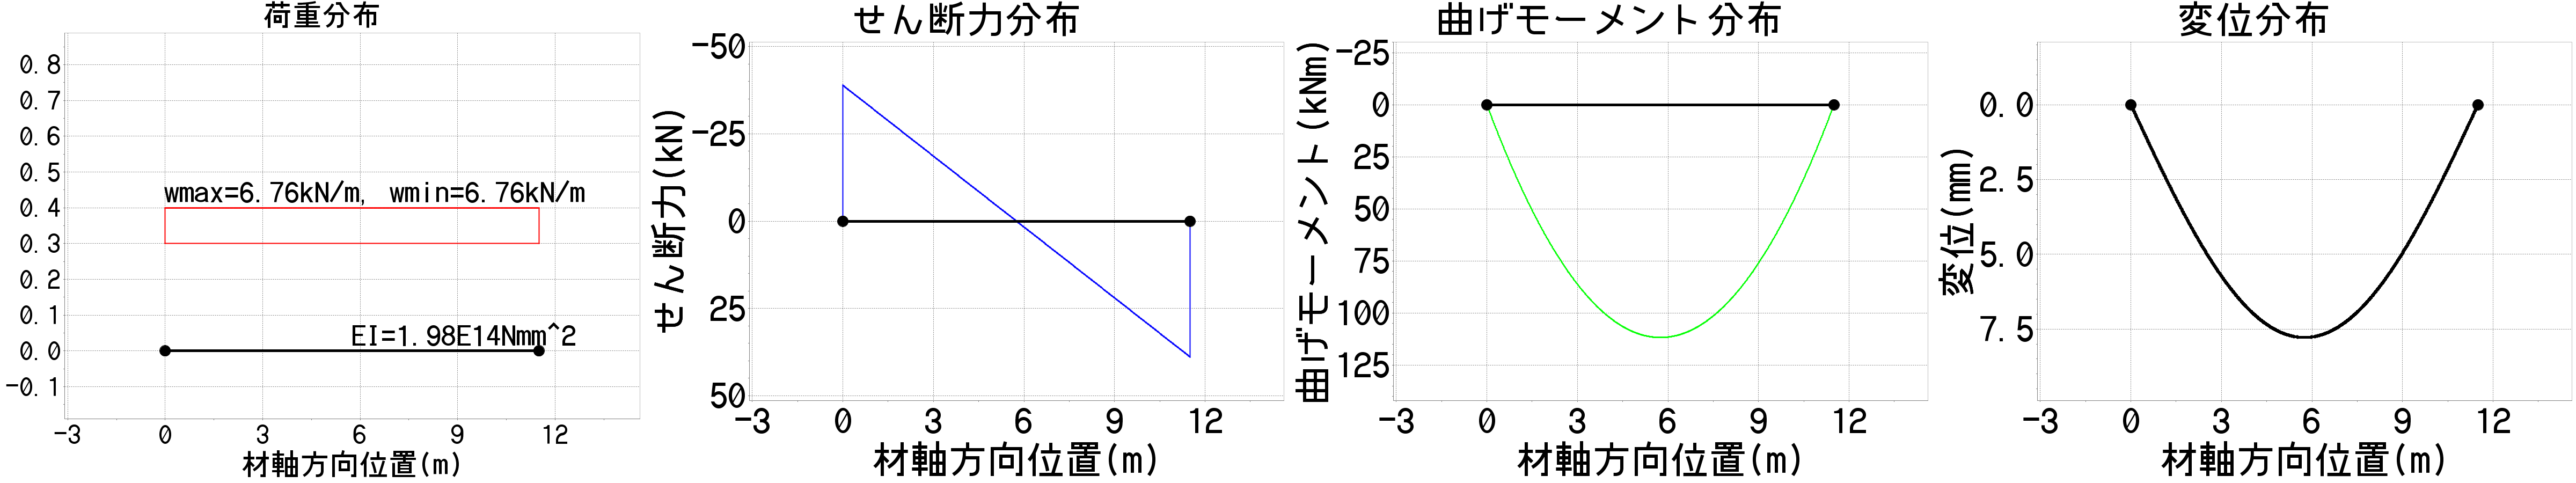 荷重分布
0.8
0.7
0.6
0.5
0.4
0.3
0.2
0.1
0.0
-0.1
wmax=6.76kN/m, wmin=6.76kN/m
EI=1.98E14Nmm^2
-3 0 3 6 9 12
材軸方向位置(m)
せん断力分布
せん断力(kN)
-50
-25
0
25
50
-3 0 3 6 9 12
材軸方向位置(m)
曲げモーメント分布
曲げモーメント(kNm)
-25
0
25
50
75
100
125
-3 0 3 6 9 12
材軸方向位置(m)
変位分布
変位(mm)
0.0
2.5
5.0
7.5
-3 0 3 6 9 12
材軸方向位置(m)